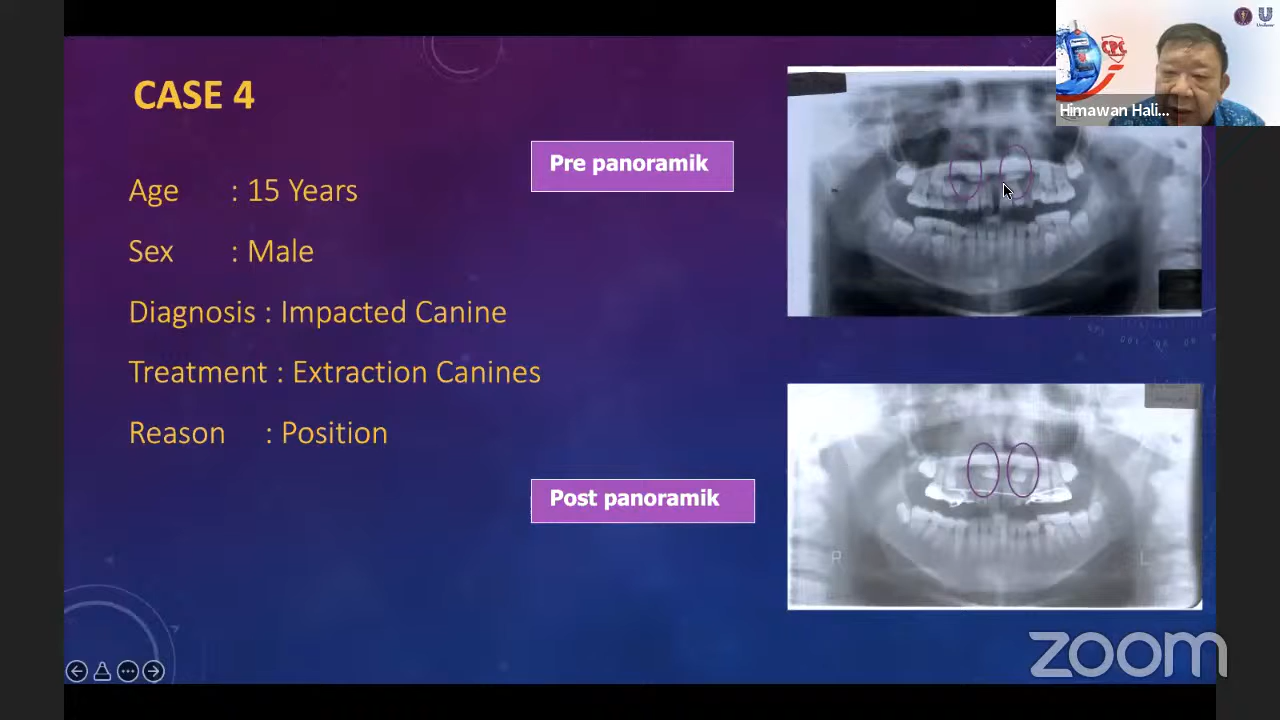 CASE 4
Age : 15 Years
Sex : Male
Diagnosis : Impacted Canine
Treatment : Extraction Canines
Reason : Position
Pre panoramik
Post panoramik
R
L
CPC
Himawan Hali...
zoom